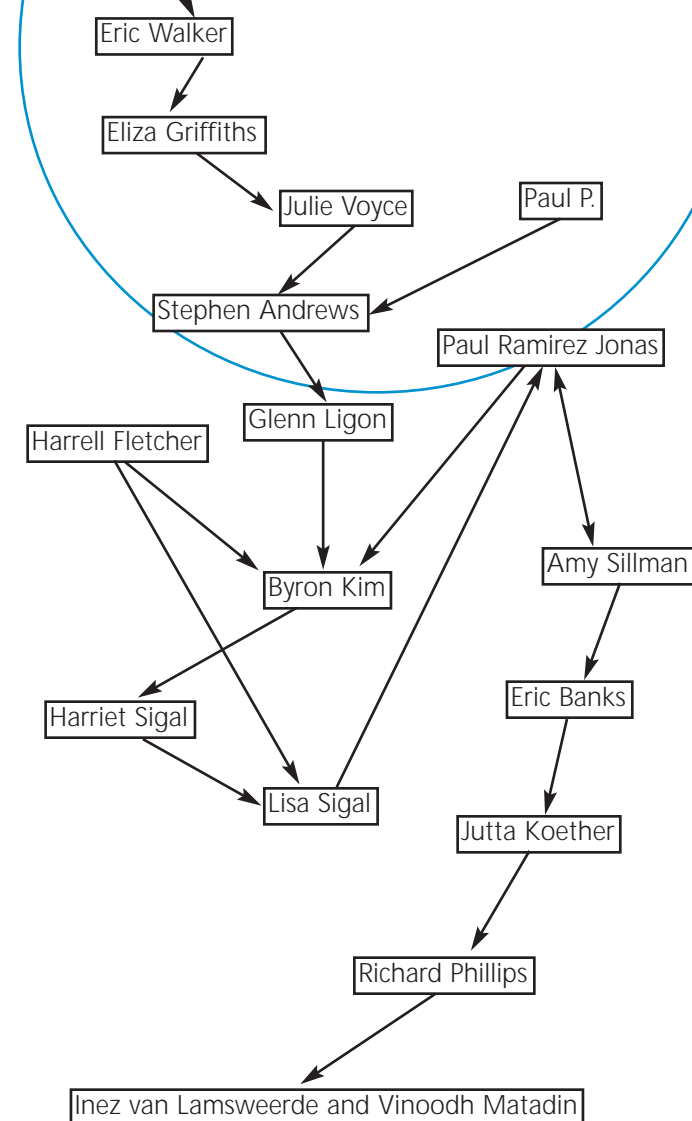 Eric Walker
Eliza Griffiths
Julie Voyce
Paul P.
Stephen Andrews
Paul Ramirez Jonas
Glenn Ligon
Harrell Fletcher
Amy Sillman
Byron Kim
Eric Banks
Harriet Sigal
Lisa Sigal
Jutta Koether
Richard Phillips
Inez van Lamsweerde and Vinoodh Matadin